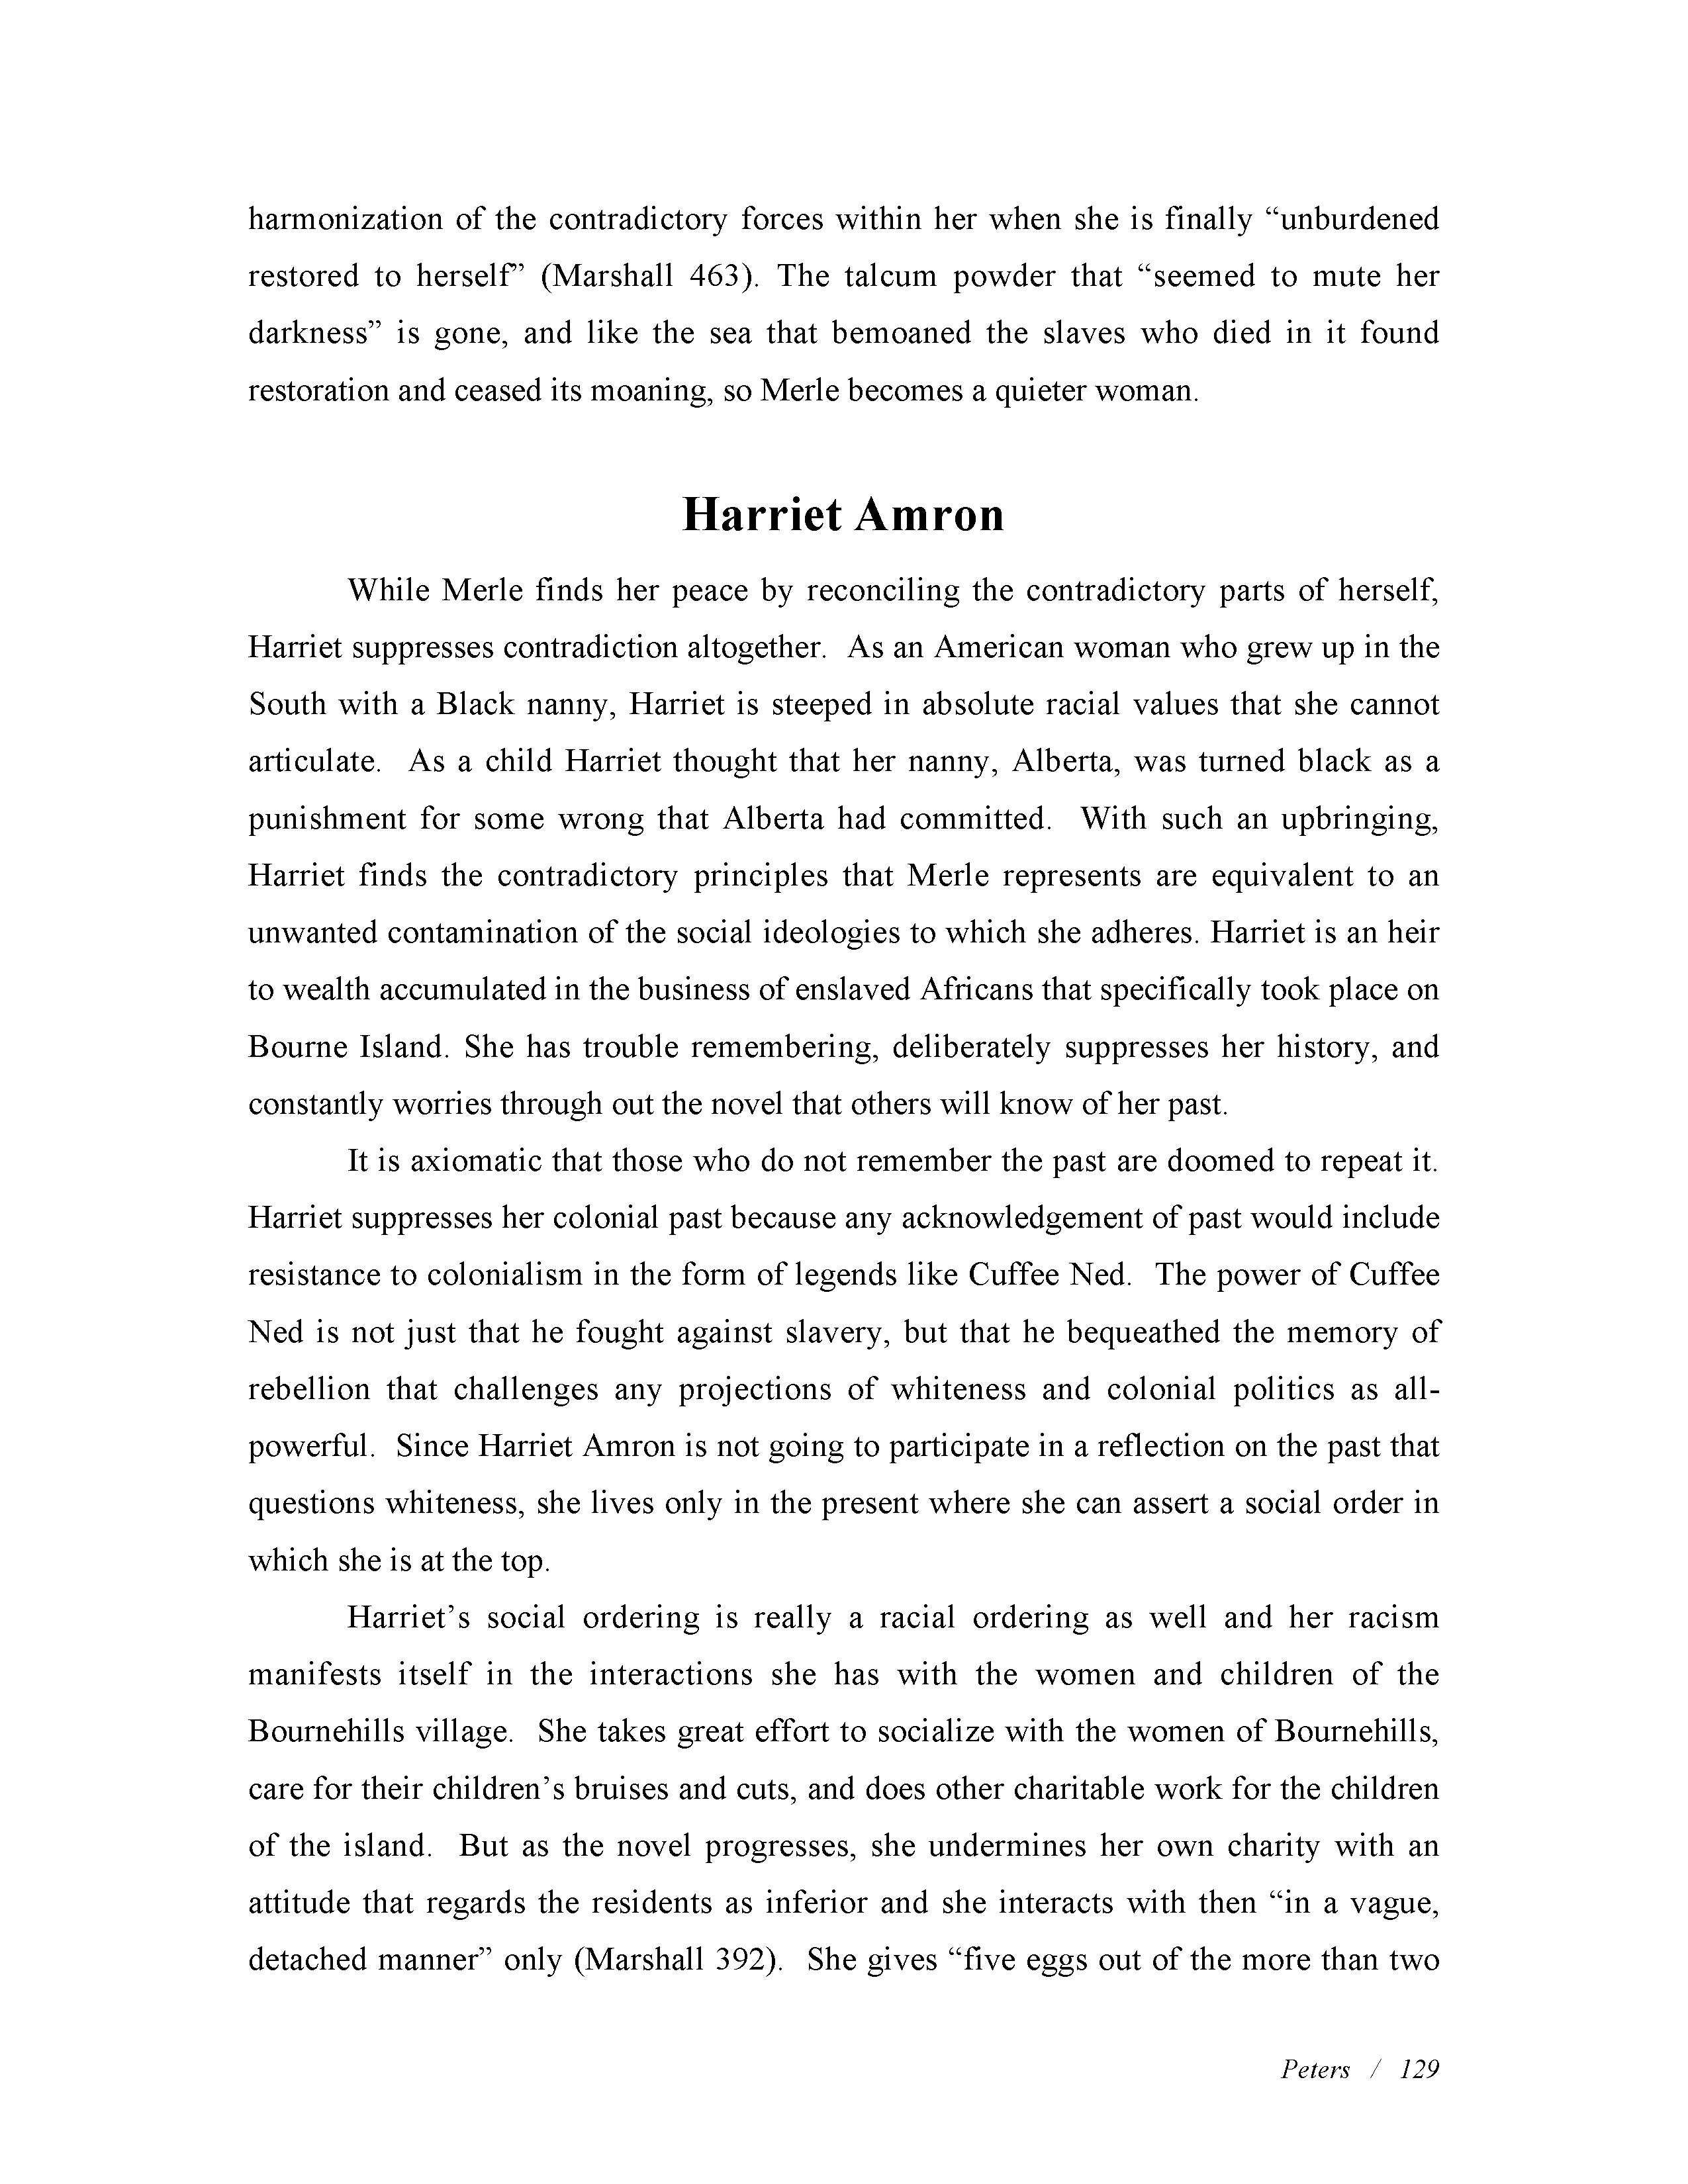 harmonization of the contradictory forces within her when she is finally “unburdened
restored to herself” (Marshall 463). The talcum powder that “seemed to mute her
darkness” is gone, and like the sea that bemoaned the slaves who died in it found
restoration and ceased its moaning, so Merle becomes a quieter woman.
Harriet Amron
While Merle finds her peace by reconciling the contradictory parts of herself,
Harriet suppresses contradiction altogether.  As an American woman who grew up in the
South with a Black nanny, Harriet is steeped in absolute racial values that she cannot
articulate.  As a child Harriet thought that her nanny, Alberta, was turned black as a
punishment for some wrong that Alberta had committed.  With such an upbringing,
Harriet finds the contradictory principles that Merle represents are equivalent to an
unwanted contamination of the social ideologies to which she adheres. Harriet is an heir
to wealth accumulated in the business of enslaved Africans that specifically took place on
Bourne Island. She has trouble remembering, deliberately suppresses her history, and
constantly worries through out the novel that others will know of her past.
It is axiomatic that those who do not remember the past are doomed to repeat it.
Harriet suppresses her colonial past because any acknowledgement of past would include
resistance to colonialism in the form of legends like Cuffee Ned.  The power of Cuffee
Ned is not just that he fought against slavery, but that he bequeathed the memory of
rebellion that challenges any projections of whiteness and colonial politics as all-
powerful.  Since Harriet Amron is not going to participate in a reflection on the past that
questions whiteness, she lives only in the present where she can assert a social order in
which she is at the top.
Harriet’s social ordering is really a racial ordering as well and her racism
manifests itself in the interactions she has with the women and children of the
Bournehills village.  She takes great effort to socialize with the women of Bournehills,
care for their children’s bruises and cuts, and does other charitable work for the children
of the island.  But as the novel progresses, she undermines her own charity with an
attitude that regards the residents as inferior and she interacts with then “in a vague,
detached manner” only (Marshall 392).  She gives “five eggs out of the more than two
Peters / 129